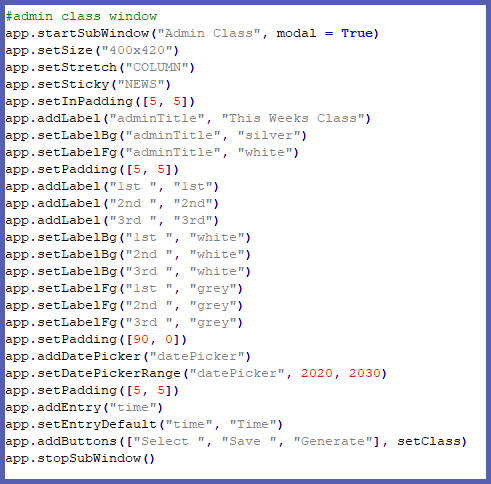 #admin class window
app.startSubWindow("Admin Class", modal = True)
app.setSize("400x420")
app.setStretch("COLUMN")
app.setSticky("NEWS")
app.setInPadding([5, 5])
app.addLabel("adminTitle", "This Weeks Class")
app.setLabelBg("adminTitle", "silver")
app.setLabelFg("adminTitle", "white")
app.setPadding([5, 5])
app.addLabel("1st ", "1st")
app.addLabel("2nd ", "2nd")
app.addLabel("3rd ", "3rd")
app.setLabelBg("1st ", "white")
app.setLabelBg("2nd ", "white")
app.setLabelBg("3rd ", "white")
app.setLabelFg("1st ", "grey")
app.setLabelFg("2nd ", "grey")
app.setLabelFg("3rd ", "grey")
app.setPadding([90, 0])
app.addDatePicker("datePicker")
app.setDatePickerRange("datePicker", 2020, 2030)
app.setPadding([5, 5])
app.addEntry("time")
app.setEntryDefault("time", "Time")
app.addButtons(["Select ", "Save ", "Generate"], setClass)
app.stopSubWindow()